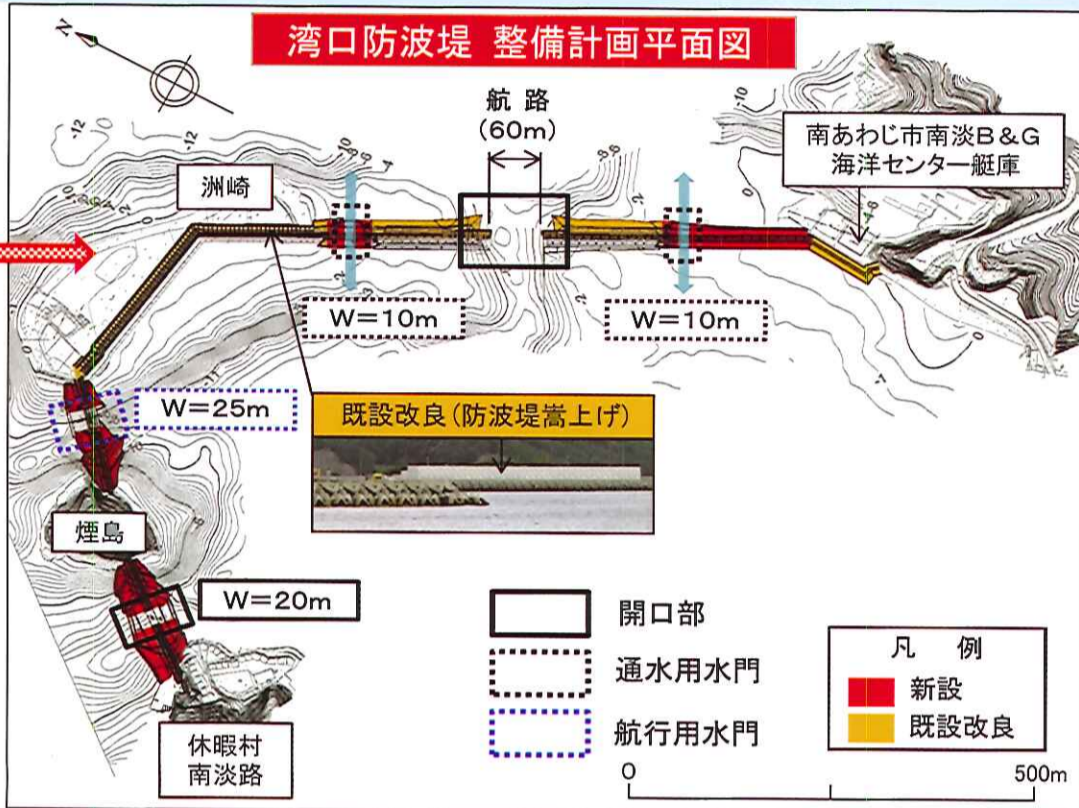 湾口防波堤 整備計画平面図
N
航路
(60m)
南あわじ市南淡B&G
海洋センター艇庫
洲崎
W=10m
W=10m
W=25m
既設改良(防波堤嵩上げ)
煙島
W=20m
休暇村
南淡路
開口部
通水用水門
航行用水門
凡 例
新設
既設改良
0
500m